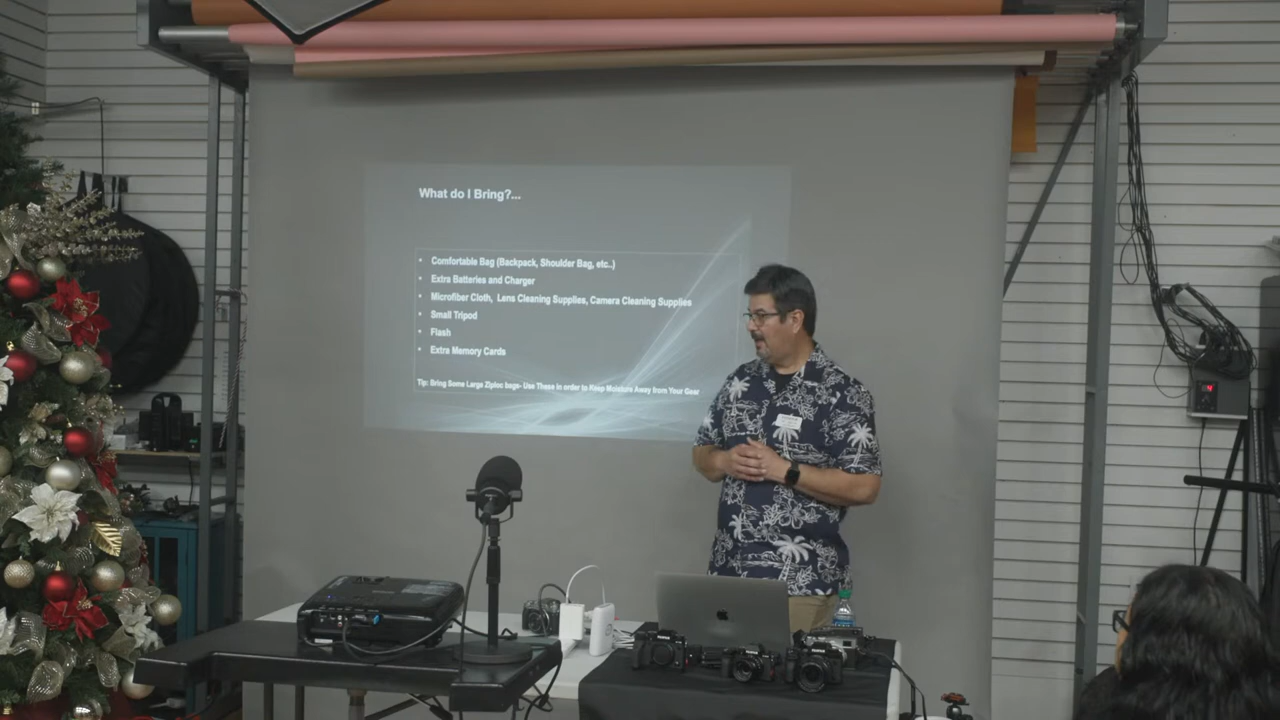 What do I Bring?...
• Comfortable Bag (Backpack, Shoulder Bag, etc..)
• Extra Batteries and Charger
• Microfiber Cloth, Lens Cleaning Supplies, Camera Cleaning Supplies
• Small Tripod
• Flash
• Extra Memory Cards
Tip: Bring Some Large Ziploc bags- Use These in order to Keep Moisture Away from Your Gear